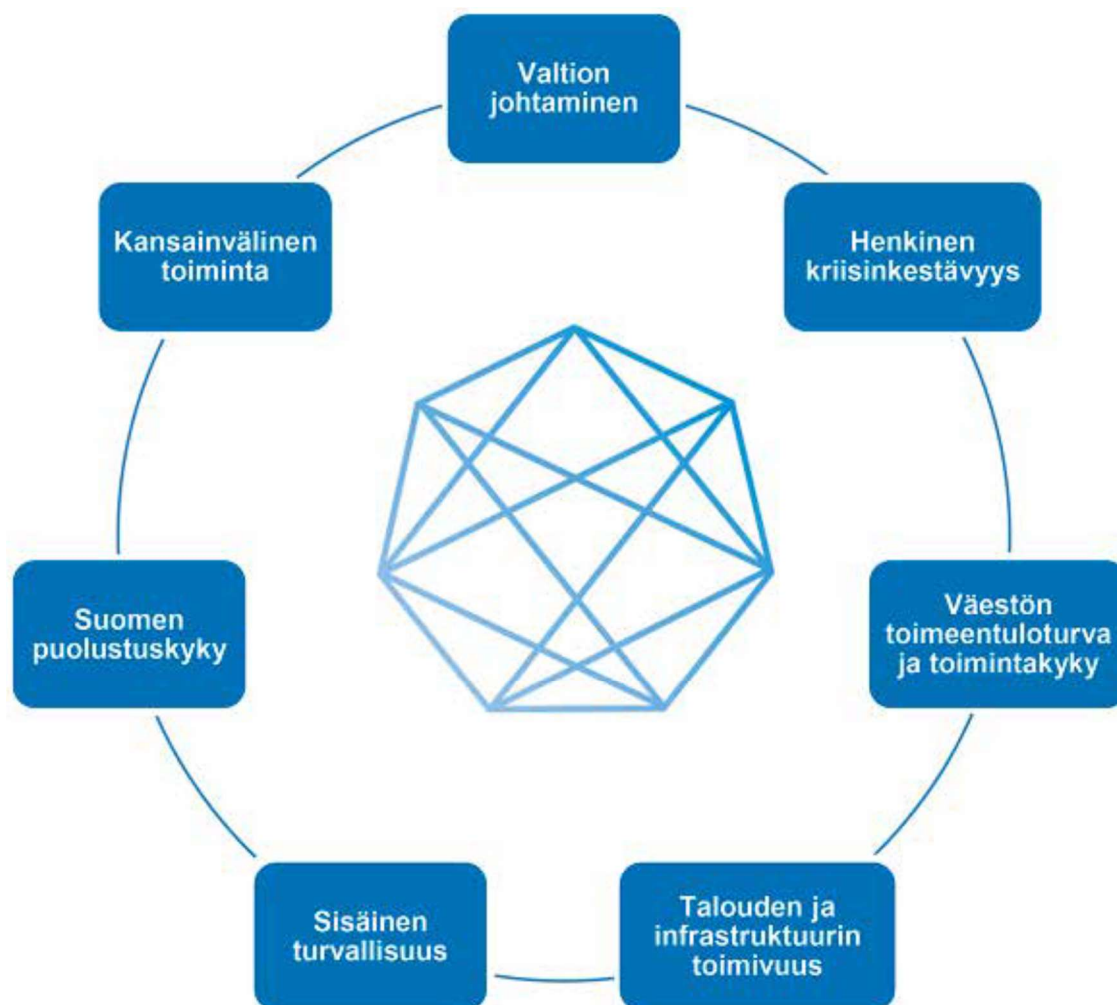 Valtion
johtaminen
Henkinen
kriisinkestävyys
Väestön
toimeentuloturva
ja toimintakyky
Talouden ja
infrastruktuurin
toimivuus
Sisäinen
turvallisuus
Suomen
puolustuskyky
Kansainvälinen
toiminta